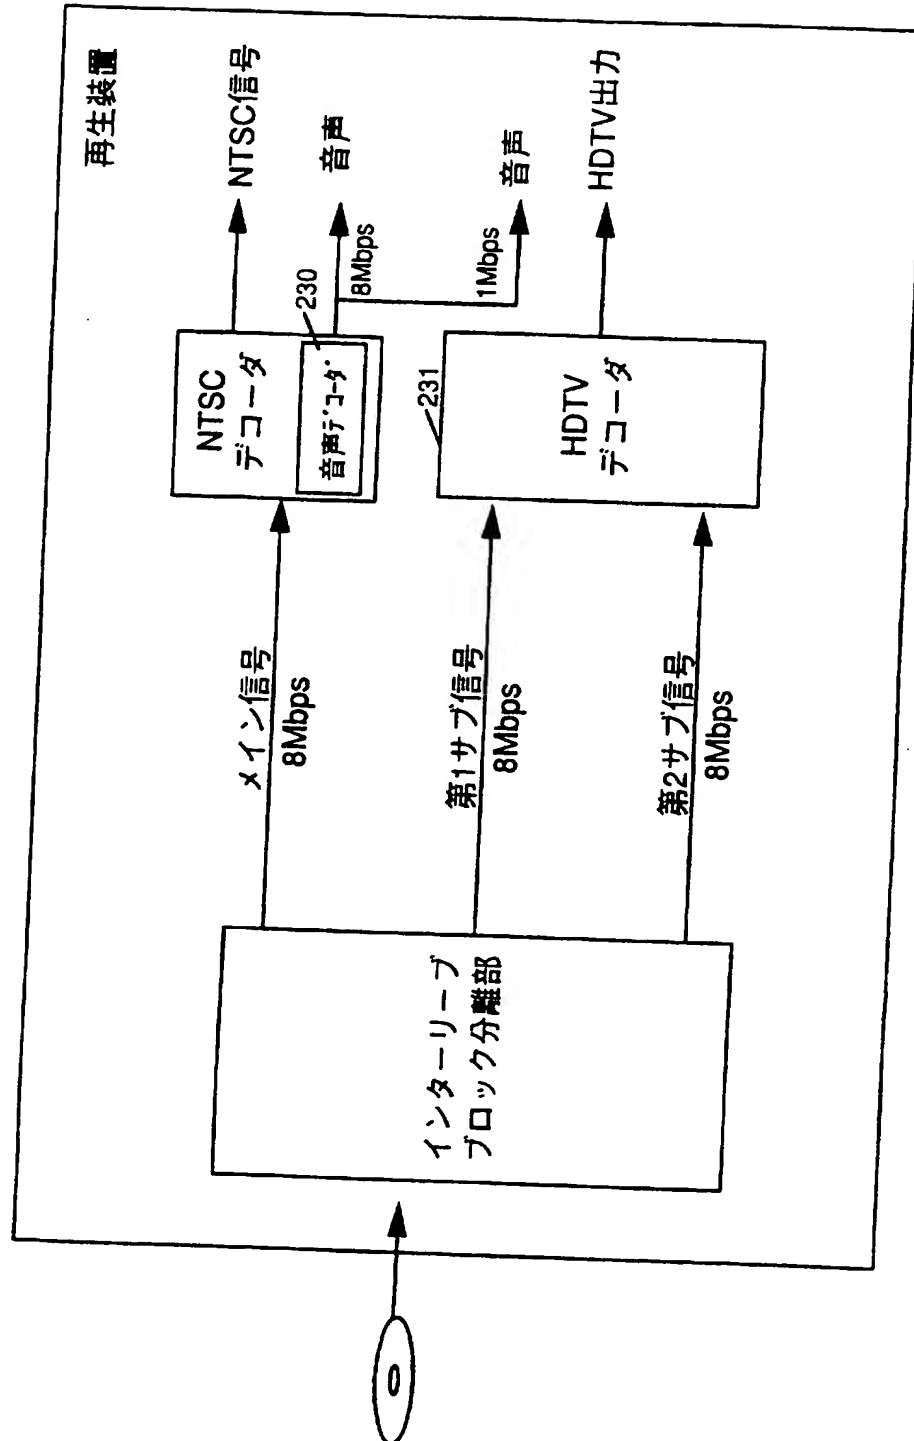 再生装置
NTSC信号
音声
8Mbps
1Mbps
音声
HDTV出力
NTSC
デコーダ
音声デコーダ
230
231
HDTV
デコーダ
メイン信号
8Mbps
第1サブ信号
8Mbps
第2サブ信号
8Mbps
インターリーブ
ブロック分離部